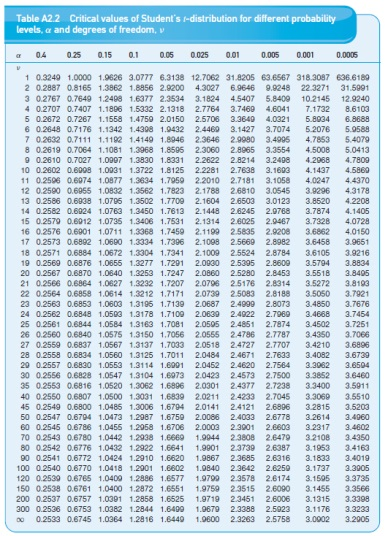 Table A2.2 Critical values of Student's t-distribution for different probability
levels, α and degrees of freedom, ν
α 0.4 0.25 0.15 0.1 0.05 0.025 0.01 0.005 0.001 0.0005
ν
1 0.3249 1.0000 1.9626 3.0777 6.3138 12.7062 31.8205 63.6567 318.3087 636.6189
2 0.2887 0.8165 1.3862 1.8856 2.9200 4.3027 6.9646 9.9248 22.3271 31.5991
3 0.2767 0.7649 1.2498 1.6377 2.3534 3.1824 4.5407 5.8409 10.2145 12.9240
4 0.2707 0.7407 1.1896 1.5332 2.1318 2.7764 3.7469 4.6041 7.1732 8.6103
5 0.2672 0.7267 1.1558 1.4759 2.0150 2.5706 3.3649 4.0321 5.8934 6.8688
6 0.2648 0.7176 1.1342 1.4398 1.9432 2.4469 3.1427 3.7074 5.2076 5.9588
7 0.2632 0.7111 1.1192 1.4149 1.8946 2.3646 2.9980 3.4995 4.7853 5.4079
8 0.2619 0.7064 1.1081 1.3968 1.8595 2.3060 2.8965 3.3554 4.5008 5.0413
9 0.2610 0.7027 1.0997 1.3830 1.8331 2.2622 2.8214 3.2498 4.2968 4.7809
10 0.2602 0.6998 1.0931 1.3722 1.8125 2.2281 2.7638 3.1693 4.1437 4.5869
11 0.2596 0.6974 1.0877 1.3634 1.7959 2.2010 2.7181 3.1058 4.0247 4.4370
12 0.2590 0.6955 1.0832 1.3562 1.7823 2.1788 2.6810 3.0545 3.9296 4.3178
13 0.2586 0.6938 1.0795 1.3502 1.7709 2.1604 2.6503 3.0123 3.8520 4.2208
14 0.2582 0.6924 1.0763 1.3450 1.7613 2.1448 2.6245 2.9768 3.7874 4.1405
15 0.2579 0.6912 1.0735 1.3406 1.7531 2.1314 2.6025 2.9467 3.7328 4.0728
16 0.2576 0.6901 1.0711 1.3368 1.7459 2.1199 2.5835 2.9208 3.6862 4.0150
17 0.2573 0.6892 1.0690 1.3334 1.7396 2.1098 2.5669 2.8982 3.6458 3.9651
18 0.2571 0.6884 1.0672 1.3304 1.7341 2.1009 2.5524 2.8784 3.6105 3.9216
19 0.2569 0.6876 1.0655 1.3277 1.7291 2.0930 2.5395 2.8609 3.5794 3.8834
20 0.2567 0.6870 1.0640 1.3253 1.7247 2.0860 2.5280 2.8453 3.5518 3.8495
21 0.2566 0.6864 1.0627 1.3232 1.7207 2.0796 2.5176 2.8314 3.5272 3.8193
22 0.2564 0.6858 1.0614 1.3212 1.7171 2.0739 2.5083 2.8188 3.5050 3.7921
23 0.2563 0.6853 1.0603 1.3195 1.7139 2.0687 2.4999 2.8073 3.4850 3.7676
24 0.2562 0.6848 1.0593 1.3178 1.7109 2.0639 2.4922 2.7969 3.4668 3.7454
25 0.2561 0.6844 1.0584 1.3163 1.7081 2.0595 2.4851 2.7874 3.4502 3.7251
26 0.2560 0.6840 1.0575 1.3150 1.7056 2.0555 2.4786 2.7787 3.4350 3.7066
27 0.2559 0.6837 1.0567 1.3137 1.7033 2.0518 2.4727 2.7707 3.4210 3.6896
28 0.2558 0.6834 1.0560 1.3125 1.7011 2.0484 2.4671 2.7633 3.4082 3.6739
29 0.2557 0.6830 1.0553 1.3114 1.6991 2.0452 2.4620 2.7564 3.3962 3.6594
30 0.2556 0.6828 1.0547 1.3104 1.6973 2.0423 2.4573 2.7500 3.3852 3.6460
35 0.2553 0.6816 1.0520 1.3062 1.6896 2.0301 2.4377 2.7238 3.3400 3.5911
40 0.2550 0.6807 1.0500 1.3031 1.6839 2.0211 2.4233 2.7045 3.3069 3.5510
45 0.2549 0.6800 1.0485 1.3006 1.6794 2.0141 2.4121 2.6896 3.2815 3.5203
50 0.2547 0.6794 1.0473 1.2987 1.6759 2.0086 2.4033 2.6778 3.2614 3.4960
60 0.2545 0.6786 1.0455 1.2958 1.6706 2.0003 2.3901 2.6603 3.2317 3.4602
70 0.2543 0.6780 1.0442 1.2938 1.6669 1.9944 2.3808 2.6479 3.2108 3.4350
80 0.2542 0.6776 1.0432 1.2922 1.6641 1.9901 2.3739 2.6387 3.1953 3.4163
90 0.2541 0.6772 1.0424 1.2910 1.6620 1.9867 2.3685 2.6316 3.1833 3.4019
100 0.2540 0.6770 1.0418 1.2901 1.6602 1.9840 2.3642 2.6259 3.1737 3.3905
120 0.2539 0.6765 1.0409 1.2886 1.6577 1.9799 2.3578 2.6174 3.1595 3.3735
150 0.2538 0.6761 1.0400 1.2872 1.6551 1.9759 2.3515 2.6090 3.1455 3.3566
200 0.2537 0.6757 1.0391 1.2858 1.6525 1.9719 2.3451 2.6006 3.1315 3.3398
300 0.2536 0.6753 1.0382 1.2844 1.6499 1.9679 2.3388 2.5923 3.1176 3.3233
∞ 0.2533 0.6745 1.0364 1.2816 1.6449 1.9600 2.3263 2.5758 3.0902 3.2905